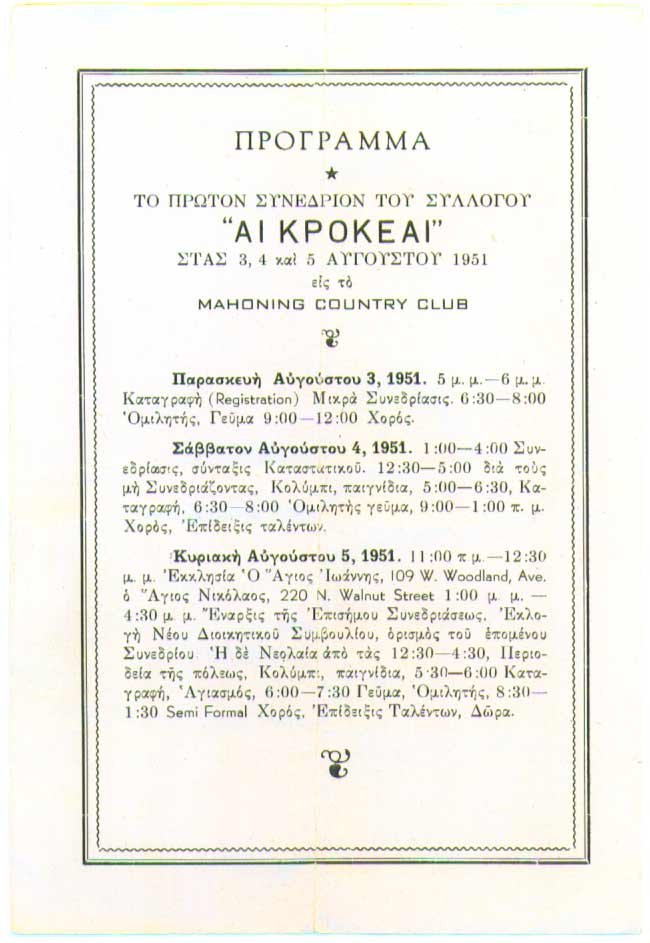 ΠΡΟΓΡΑΜΜΑ
ΤΟ ΠΡΩΤΟΝ ΣΥΝΕΔΡΙΟΝ ΤΟΥ ΣΥΛΛΟΓΟΥ
"ΑΙ ΚΡΟΚΕΑΙ"
ΣΤΑΣ 3, 4 καὶ 5 ΑΥΓΟΥΣΤΟΥ 1951
εἰς τὸ
MAHONING COUNTRY CLUB
Παρασκευὴ Αὐγούστου 3, 1951. 5 μ. μ.—6 μ. μ.
Καταγραφὴ (Registration) Μικρὰ Συνεδρίασις. 6:30—8:00
Ὁμιλητής, Γεῦμα 9:00—12:00 Χορός.
Σάββατον Αὐγούστου 4, 1951. 1:00—4:00 Συν-
εδρίασις, σύνταξις Καταστατικοῦ. 12:30—5:00 διὰ τοὺς
μὴ Συνεδριάζοντας, Κολύμπι, παιγνίδια, 5:00—6:30, Κα-
ταγραφή, 6:30—8:00 Ὁμιλητὴς γεῦμα, 9:00—1:00 π. μ.
Χορὸς, Ἐπίδειξις ταλέντων.
Κυριακὴ Αὐγούστου 5, 1951. 11:00 π μ.—12:30
μ. μ. Ἐκκλησία Ὁ Ἅγιος Ἰωάννης, 109 W. Woodland, Ave.
ὁ Ἅγιος Νικόλαος, 220 N. Walnut Street 1:00 μ. μ. —
4:30 μ. μ. Ἔναρξις τῆς Ἐπισήμου Συνεδριάσεως, Ἐκλο-
γὴ Νέου Διοικητικοῦ Συμβουλίου, ὁρισμὸς τοῦ ἑπομένου
Συνεδρίου. Ἡ δὲ Νεολαία ἀπὸ τὰς 12:30—4:30, Περιο-
δεία τῆς πόλεως, Κολύμπι, παιγνίδια, 5:30—6:00 Κατα-
γραφή, Ἁγιασμός, 6:00—7:30 Γεῦμα, Ὁμιλητής, 8:30—
1:30 Semi Formal Χορός, Ἐπίδειξις Ταλέντων, Δῶρα.